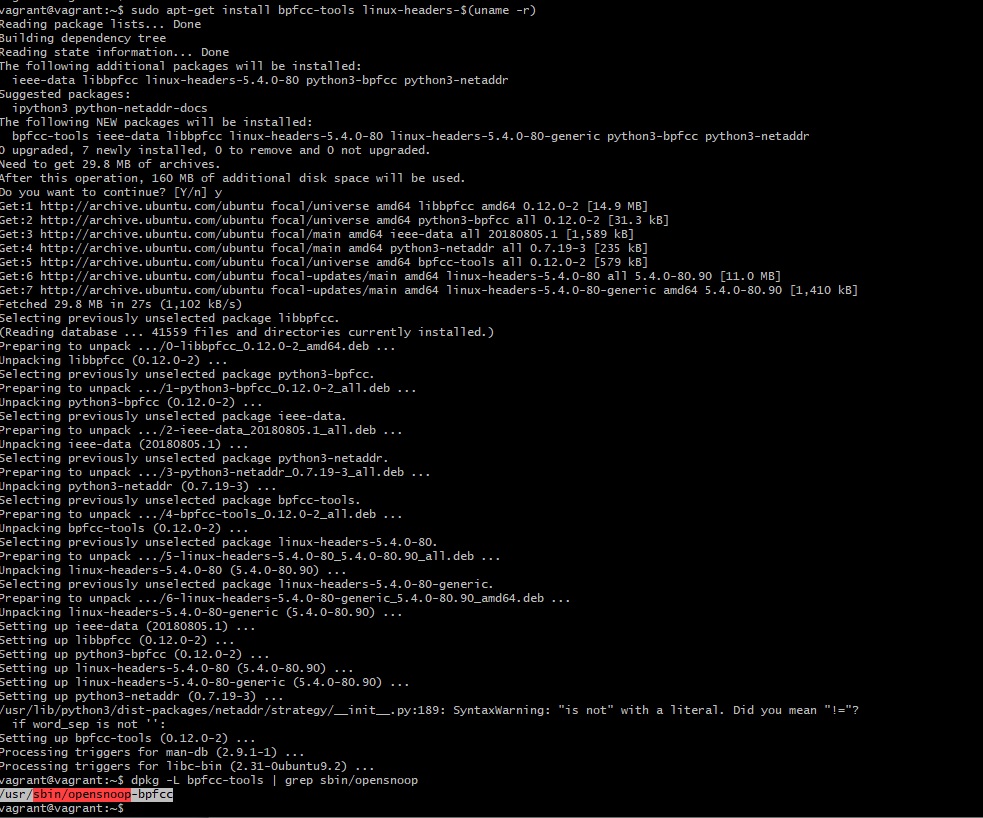 vagrant@vagrant:~$ sudo apt-get install bpfcc-tools linux-headers-$(uname -r)
Reading package lists... Done
Building dependency tree
Reading state information... Done
The following additional packages will be installed:
  ieee-data libbpfcc linux-headers-5.4.0-80 python3-bpfcc python3-netaddr
Suggested packages:
  ipython3 python-netaddr-docs
The following NEW packages will be installed:
  bpfcc-tools ieee-data libbpfcc linux-headers-5.4.0-80 linux-headers-5.4.0-80-generic python3-bpfcc python3-netaddr
0 upgraded, 7 newly installed, 0 to remove and 0 not upgraded.
Need to get 29.8 MB of archives.
After this operation, 160 MB of additional disk space will be used.
Do you want to continue? [Y/n] y
Get:1 http://archive.ubuntu.com/ubuntu focal/universe amd64 libbpfcc amd64 0.12.0-2 [14.9 MB]
Get:2 http://archive.ubuntu.com/ubuntu focal/universe amd64 python3-bpfcc all 0.12.0-2 [31.3 kB]
Get:3 http://archive.ubuntu.com/ubuntu focal/main amd64 ieee-data all 20180805.1 [1,589 kB]
Get:4 http://archive.ubuntu.com/ubuntu focal/main amd64 python3-netaddr all 0.7.19-3 [235 kB]
Get:5 http://archive.ubuntu.com/ubuntu focal/universe amd64 bpfcc-tools all 0.12.0-2 [579 kB]
Get:6 http://archive.ubuntu.com/ubuntu focal-updates/main amd64 linux-headers-5.4.0-80 all 5.4.0-80.90 [11.0 MB]
Get:7 http://archive.ubuntu.com/ubuntu focal-updates/main amd64 linux-headers-5.4.0-80-generic amd64 5.4.0-80.90 [1,410 kB]
Fetched 29.8 MB in 27s (1,102 kB/s)
Selecting previously unselected package libbpfcc.
(Reading database ... 41559 files and directories currently installed.)
Preparing to unpack .../0-libbpfcc_0.12.0-2_amd64.deb ...
Unpacking libbpfcc (0.12.0-2) ...
Selecting previously unselected package python3-bpfcc.
Preparing to unpack .../1-python3-bpfcc_0.12.0-2_all.deb ...
Unpacking python3-bpfcc (0.12.0-2) ...
Selecting previously unselected package ieee-data.
Preparing to unpack .../2-ieee-data_20180805.1_all.deb ...
Unpacking ieee-data (20180805.1) ...
Selecting previously unselected package python3-netaddr.
Preparing to unpack .../3-python3-netaddr_0.7.19-3_all.deb ...
Unpacking python3-netaddr (0.7.19-3) ...
Selecting previously unselected package bpfcc-tools.
Preparing to unpack .../4-bpfcc-tools_0.12.0-2_all.deb ...
Unpacking bpfcc-tools (0.12.0-2) ...
Selecting previously unselected package linux-headers-5.4.0-80.
Preparing to unpack .../5-linux-headers-5.4.0-80_5.4.0-80.90_all.deb ...
Unpacking linux-headers-5.4.0-80 (5.4.0-80.90) ...
Selecting previously unselected package linux-headers-5.4.0-80-generic.
Preparing to unpack .../6-linux-headers-5.4.0-80-generic_5.4.0-80.90_amd64.deb ...
Unpacking linux-headers-5.4.0-80-generic (5.4.0-80.90) ...
Setting up ieee-data (20180805.1) ...
Setting up libbpfcc (0.12.0-2) ...
Setting up python3-bpfcc (0.12.0-2) ...
Setting up linux-headers-5.4.0-80 (5.4.0-80.90) ...
Setting up linux-headers-5.4.0-80-generic (5.4.0-80.90) ...
Setting up python3-netaddr (0.7.19-3) ...
/usr/lib/python3/dist-packages/netaddr/strategy/__init__.py:189: SyntaxWarning: "is not" with a literal. Did you mean "!="?
  if word_sep is not '':
Setting up bpfcc-tools (0.12.0-2) ...
Processing triggers for man-db (2.9.1-1) ...
Processing triggers for libc-bin (2.31-0ubuntu9.2) ...
vagrant@vagrant:~$ dpkg -L bpfcc-tools | grep sbin/opensnoop
/usr/sbin/opensnoop-bpfcc
vagrant@vagrant:~$